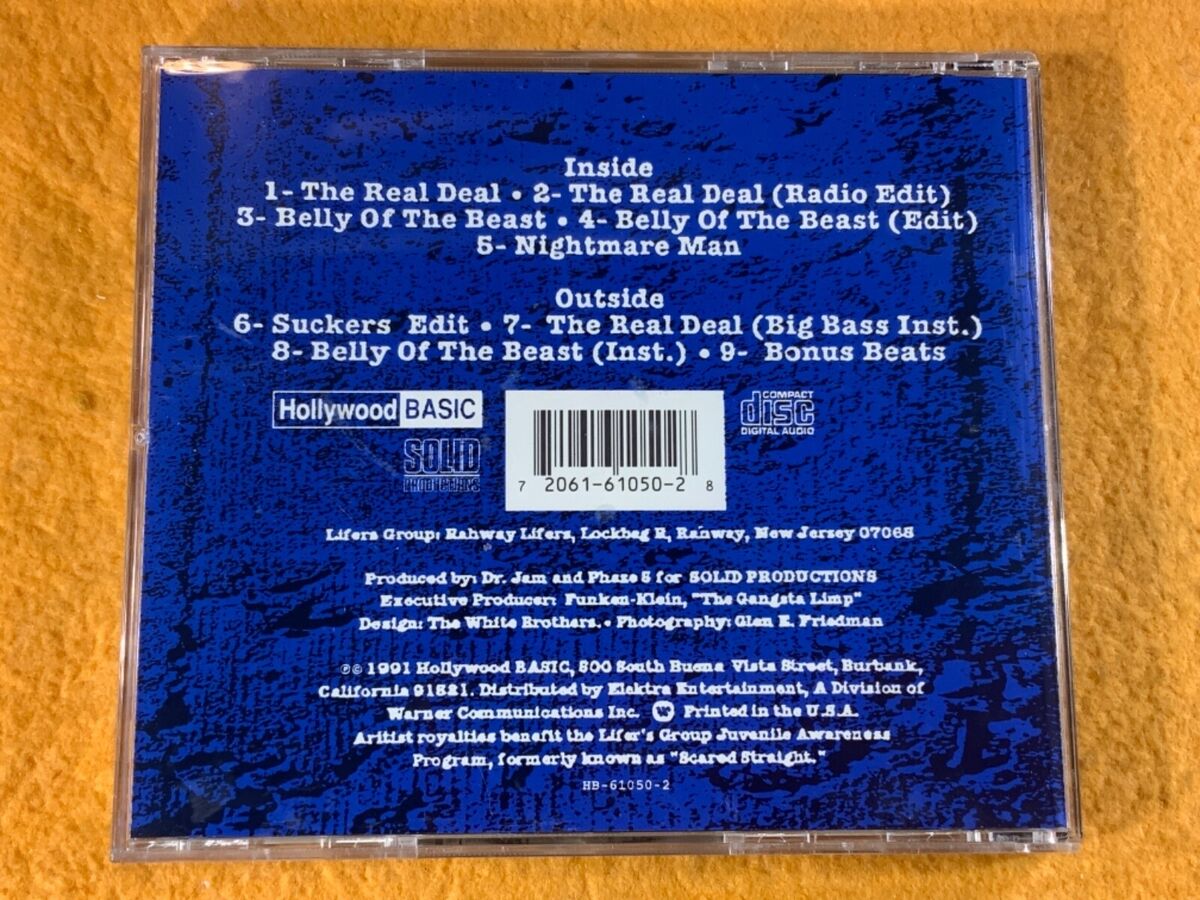 Inside
1- The Real Deal • 2- The Real Deal (Radio Edit)
3- Belly Of The Beast • 4- Belly Of The Beast (Edit)
5- Nightmare Man
Outside
6- Suckers Edit • 7- The Real Deal (Big Bass Inst.)
8- Belly Of The Beast (Inst.) • 9- Bonus Beats
Hollywood BASIC
SOLID
PRODUCTIONS
COMPACT
disc
DIGITAL AUDIO
7 2061-61050-2 8
Lifers Group: Rahway Lifers, Lockbag R, Rahway, New Jersey 07065
Produced by: Dr. Jam and Phaze 5 for SOLID PRODUCTIONS
Executive Producer: Funken-Klein, "The Gangsta Limp"
Design: The White Brothers. • Photography: Glen E. Friedman
℗© 1991 Hollywood BASIC, 500 South Buena Vista Street, Burbank,
California 91521. Distributed by Elektra Entertainment, A Division of
Warner Communications Inc. Printed in the U.S.A.
Aritist royalties benefit the Lifer's Group Juvenile Awareness
Program, formerly known as "Scared Straight."
HB-61050-2